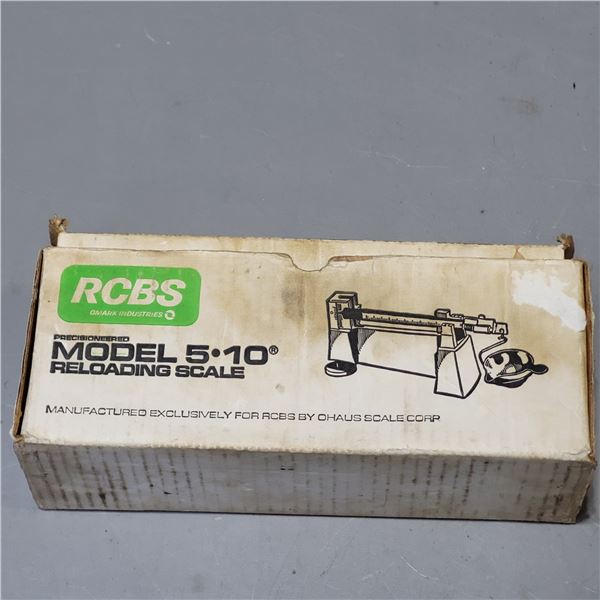 RCBS
OMARK INDUSTRIES
PRECISIONEERED
MODEL 5•10®
RELOADING SCALE
MANUFACTURED EXCLUSIVELY FOR RCBS BY OHAUS SCALE CORP.